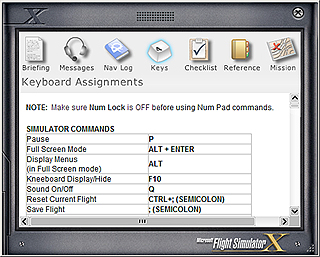 X
Briefing Messages Nav Log Keys Checklist Reference Mission
Keyboard Assignments
NOTE: Make sure Num Lock is OFF before using Num Pad commands.
SIMULATOR COMMANDS
Pause P
Full Screen Mode ALT + ENTER
Display Menus
(in Full Screen mode) ALT
Kneeboard Display/Hide F10
Sound On/Off Q
Reset Current Flight CTRL+; (SEMICOLON)
Save Flight ; (SEMICOLON)
Microsoft Flight Simulator X